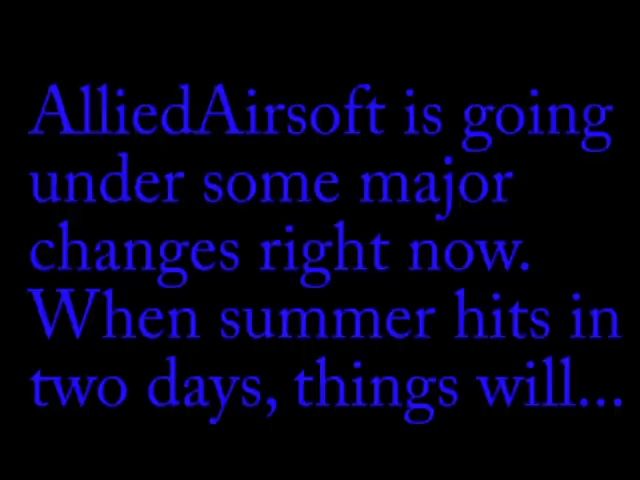 AlliedAirsoft is going
under some major
changes right now.
When summer hits in
two days, things will...